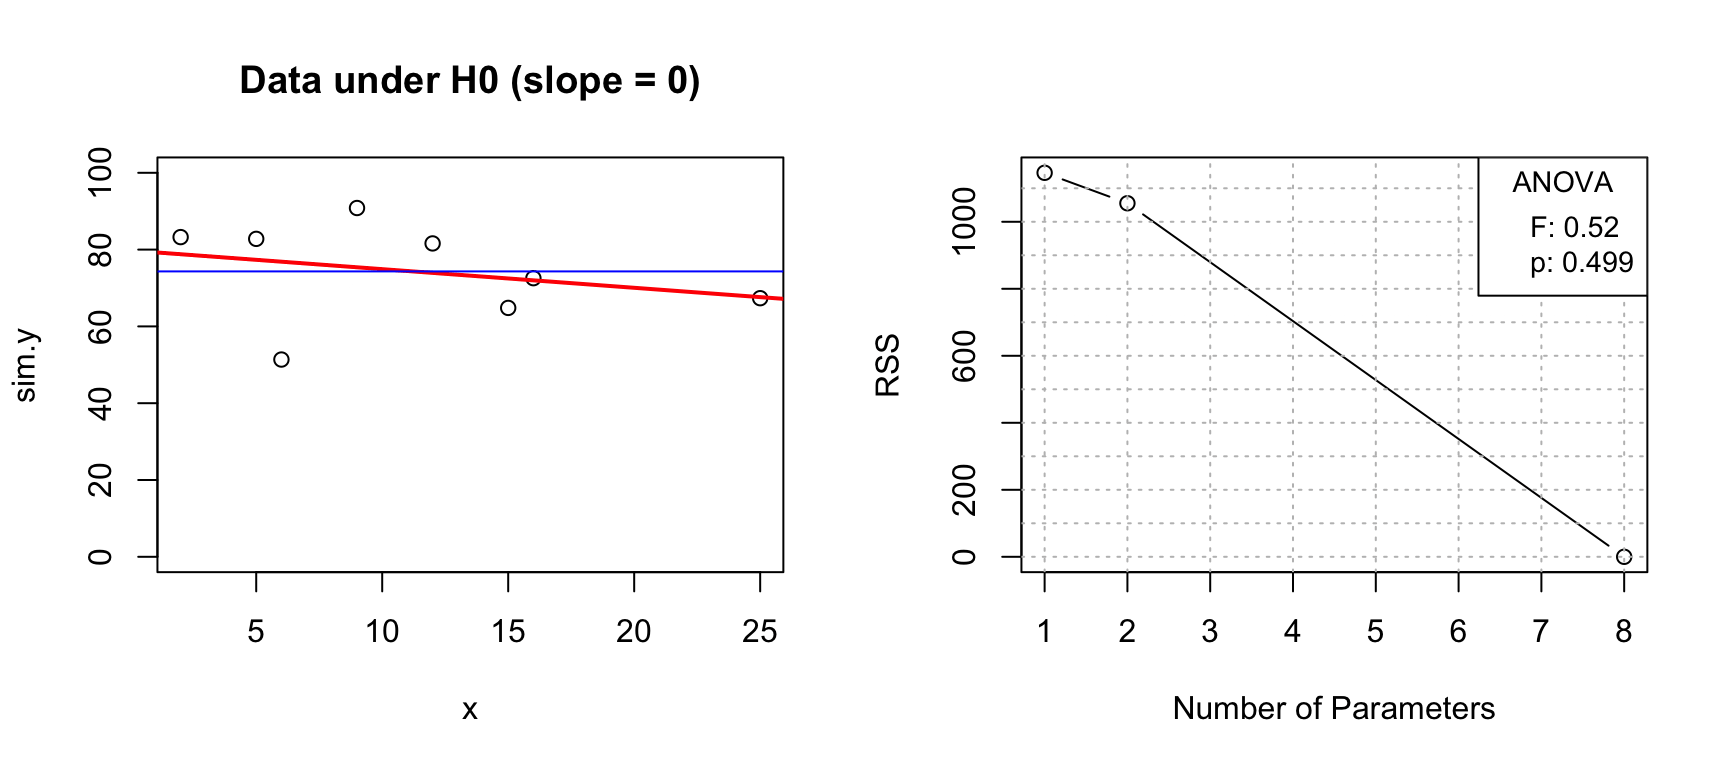 Data under H0 (slope = 0)
sim.y
100
80
60
40
20
0
5 10 15 20 25
x
RSS
1000
600
200
0
ANOVA
F: 0.52
p: 0.499
1 2 3 4 5 6 7 8
Number of Parameters